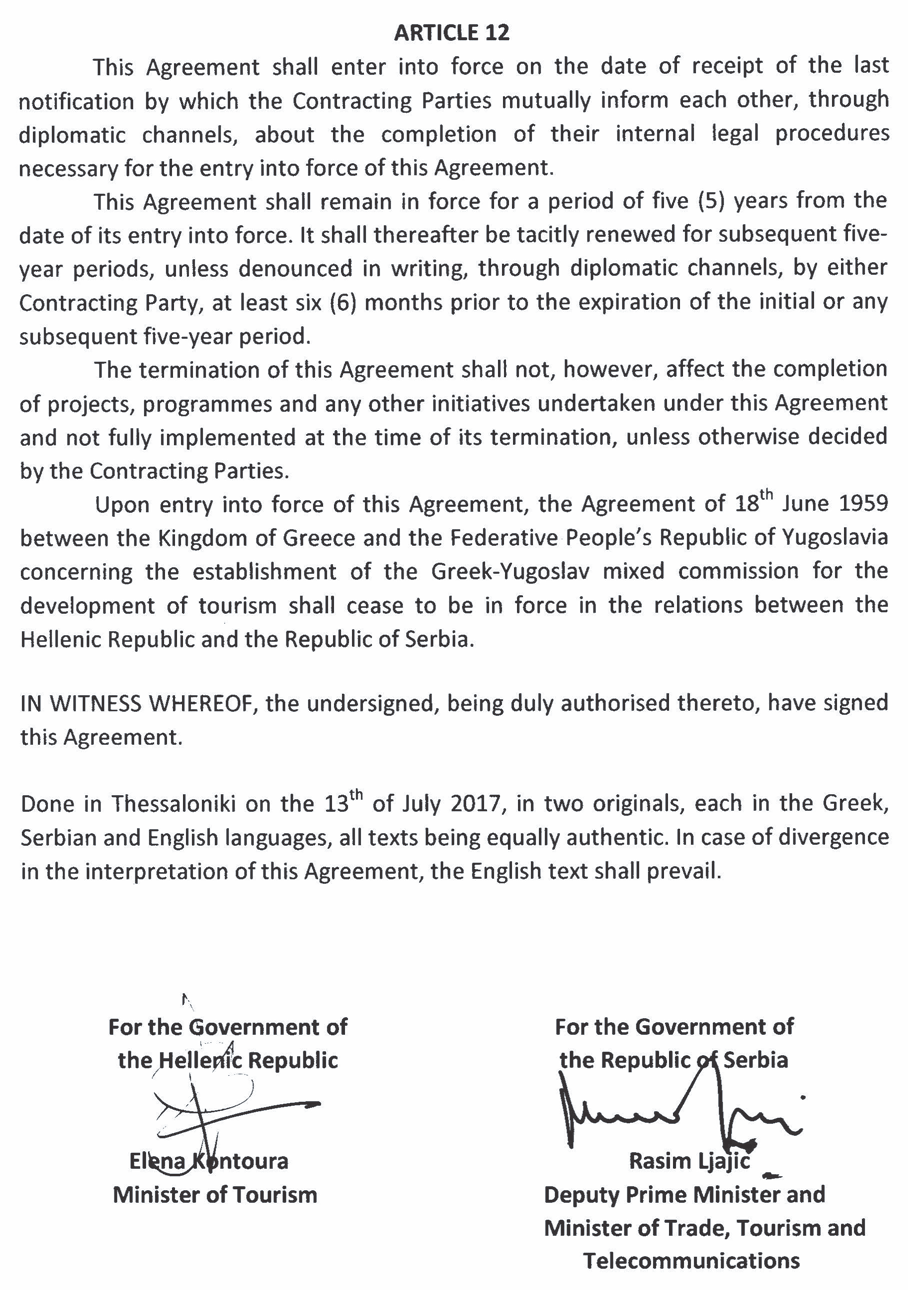 ARTICLE 12
This Agreement shall enter into force on the date of receipt of the last
notification by which the Contracting Parties mutually inform each other, through
diplomatic channels, about the completion of their internal legal procedures
necessary for the entry into force of this Agreement.
This Agreement shall remain in force for a period of five (5) years from the
date of its entry into force. It shall thereafter be tacitly renewed for subsequent five-
year periods, unless denounced in writing, through diplomatic channels, by either
Contracting Party, at least six (6) months prior to the expiration of the initial or any
subsequent five-year period.
The termination of this Agreement shall not, however, affect the completion
of projects, programmes and any other initiatives undertaken under this Agreement
and not fully implemented at the time of its termination, unless otherwise decided
by the Contracting Parties.
Upon entry into force of this Agreement, the Agreement of 18th June 1959
between the Kingdom of Greece and the Federative People's Republic of Yugoslavia
concerning the establishment of the Greek-Yugoslav mixed commission for the
development of tourism shall cease to be in force in the relations between the
Hellenic Republic and the Republic of Serbia.
IN WITNESS WHEREOF, the undersigned, being duly authorised thereto, have signed
this Agreement.
Done in Thessaloniki on the 13th of July 2017, in two originals, each in the Greek,
Serbian and English languages, all texts being equally authentic. In case of divergence
in the interpretation of this Agreement, the English text shall prevail.
For the Government of
the Hellenic Republic
Elena Kontoura
Minister of Tourism
For the Government of
the Republic of Serbia
Rasim Ljajic
Deputy Prime Minister and
Minister of Trade, Tourism and
Telecommunications